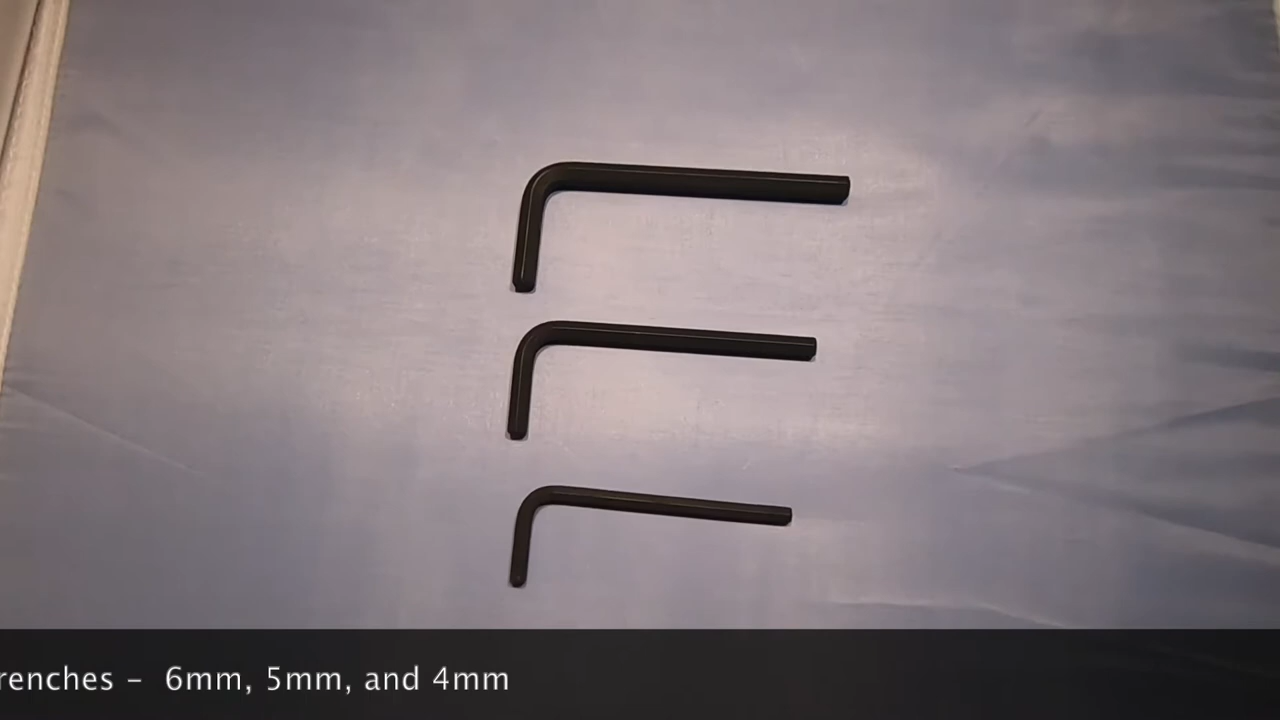 renches – 6mm, 5mm, and 4mm